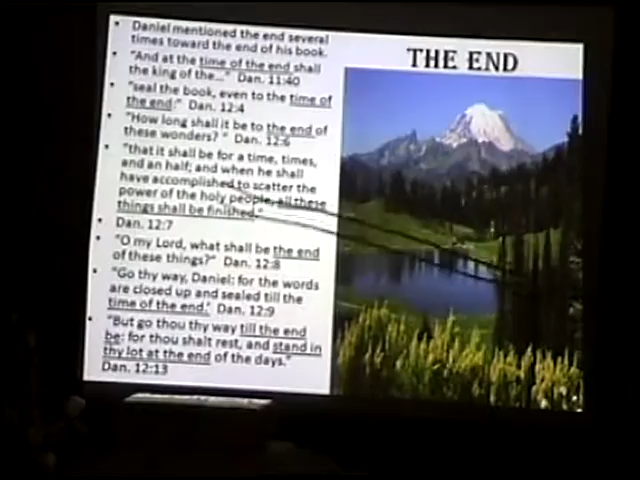 THE END
• Daniel mentioned the end several
times toward the end of his book.
• "And at the time of the end shall
the king of the..." Dan. 11:40
• "seal the book, even to the time of
the end:" Dan. 12:4
• "How long shall it be to the end of
these wonders? " Dan. 12:6
• "that it shall be for a time, times,
and an half; and when he shall
have accomplished to scatter the
power of the holy people, all these
things shall be finished."
• Dan. 12:7
• "O my Lord, what shall be the end
of these things?" Dan. 12:8
• "Go thy way, Daniel: for the words
are closed up and sealed till the
time of the end." Dan. 12:9
• "But go thou thy way till the end
be: for thou shalt rest, and stand in
thy lot at the end of the days."
Dan. 12:13